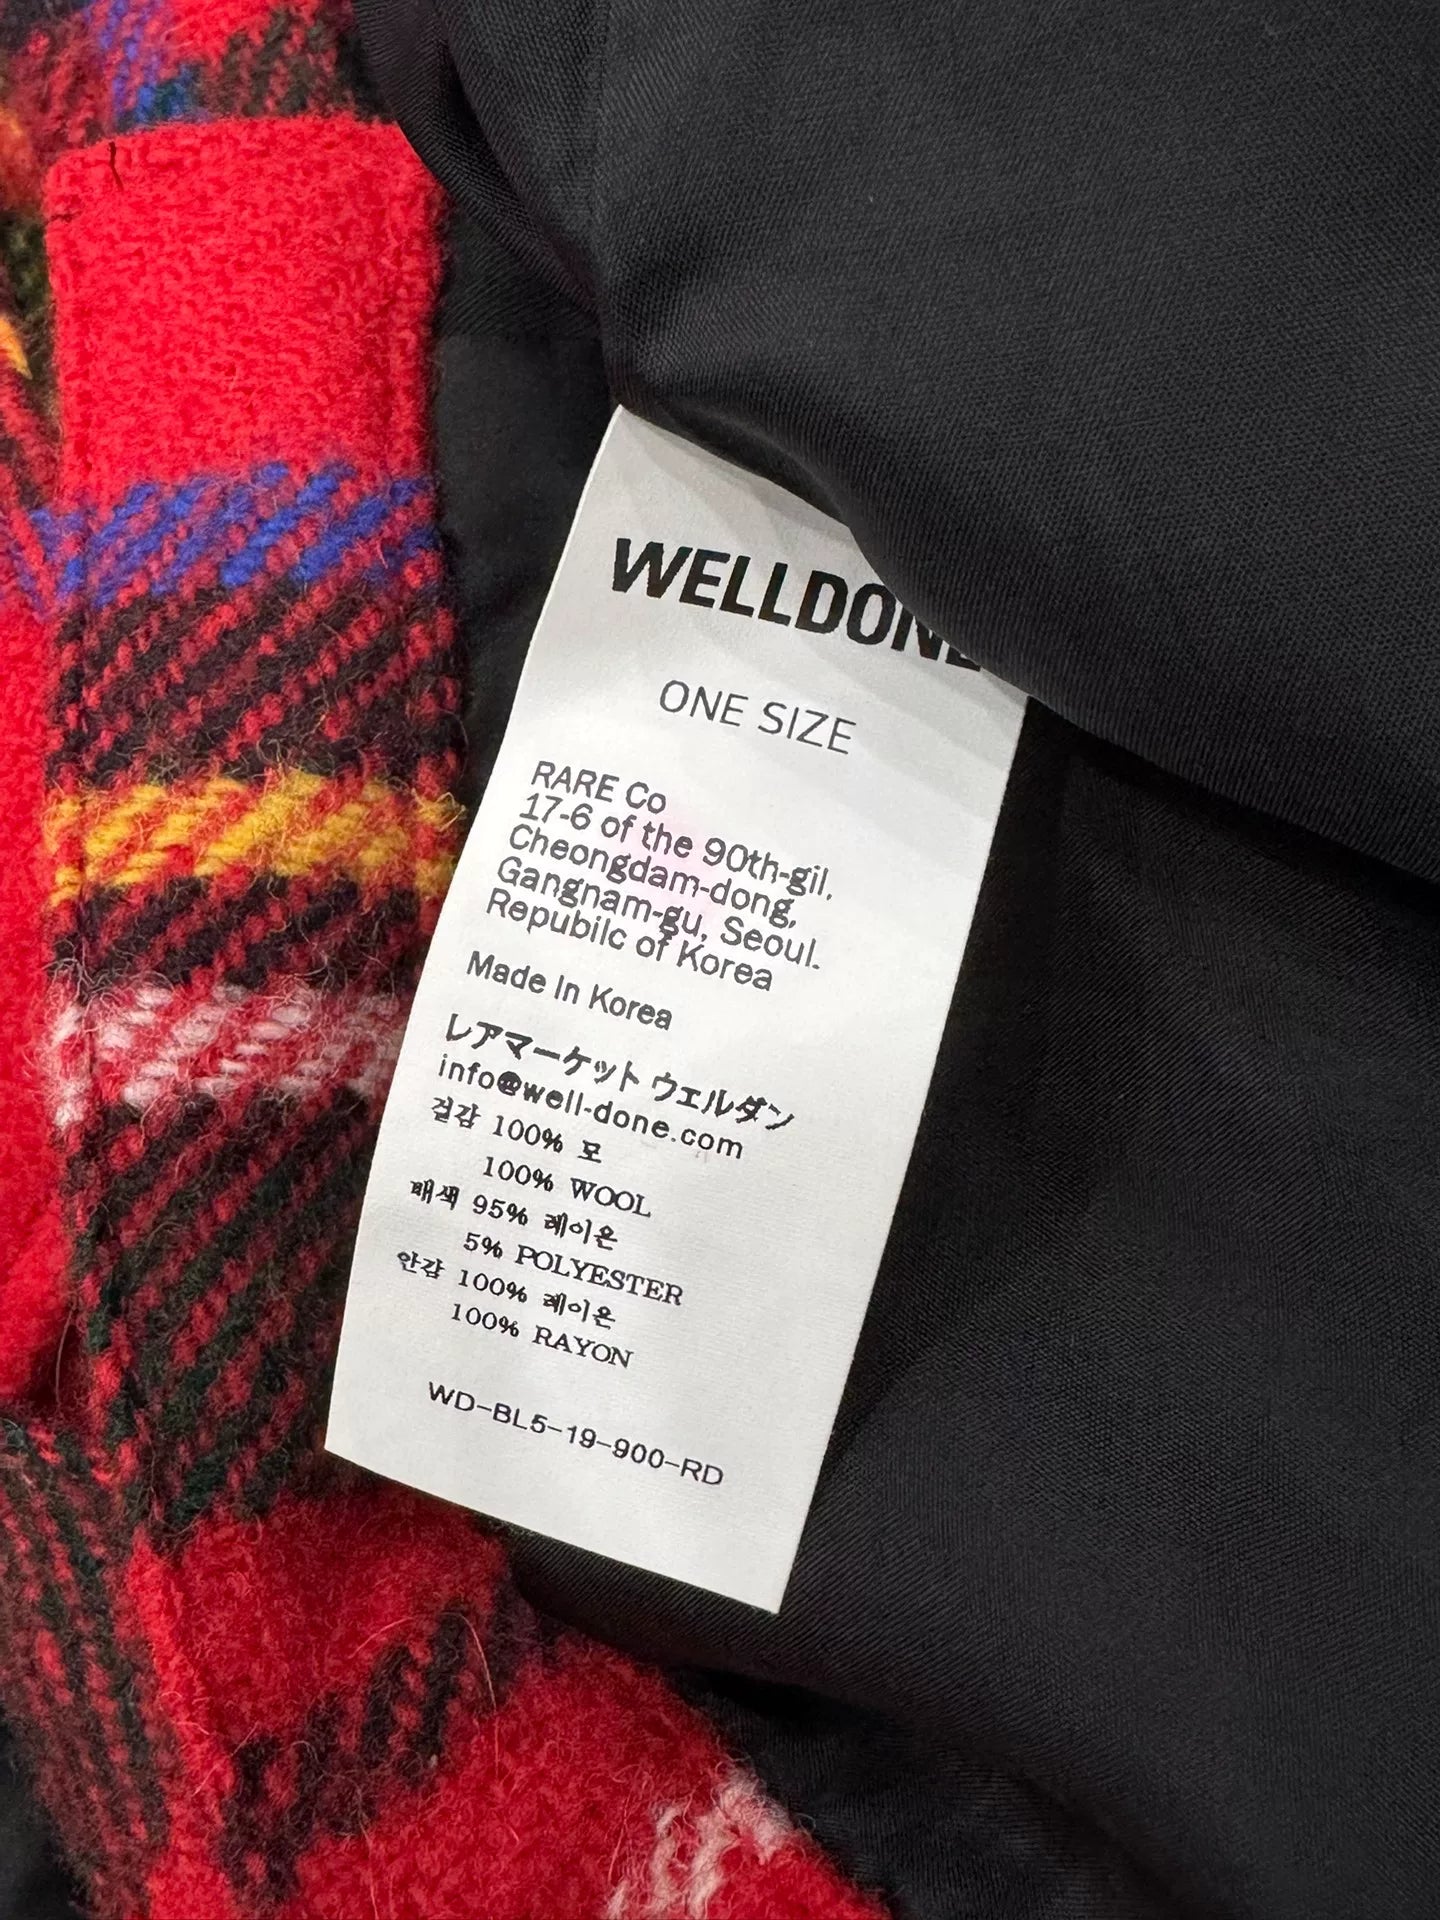 WELLDONE
ONE SIZE
RARE Co
17-6 of the 90th-gil,
Cheongdam-dong,
Gangnam-gu, Seoul.
Repubilc of Korea
Made In Korea
レアマーケット ウェルダン
info@well-done.com
겉감 100% 모
100% WOOL
배색 95% 레이온
5% POLYESTER
안감 100% 레이온
100% RAYON
WD-BL5-19-900-RD